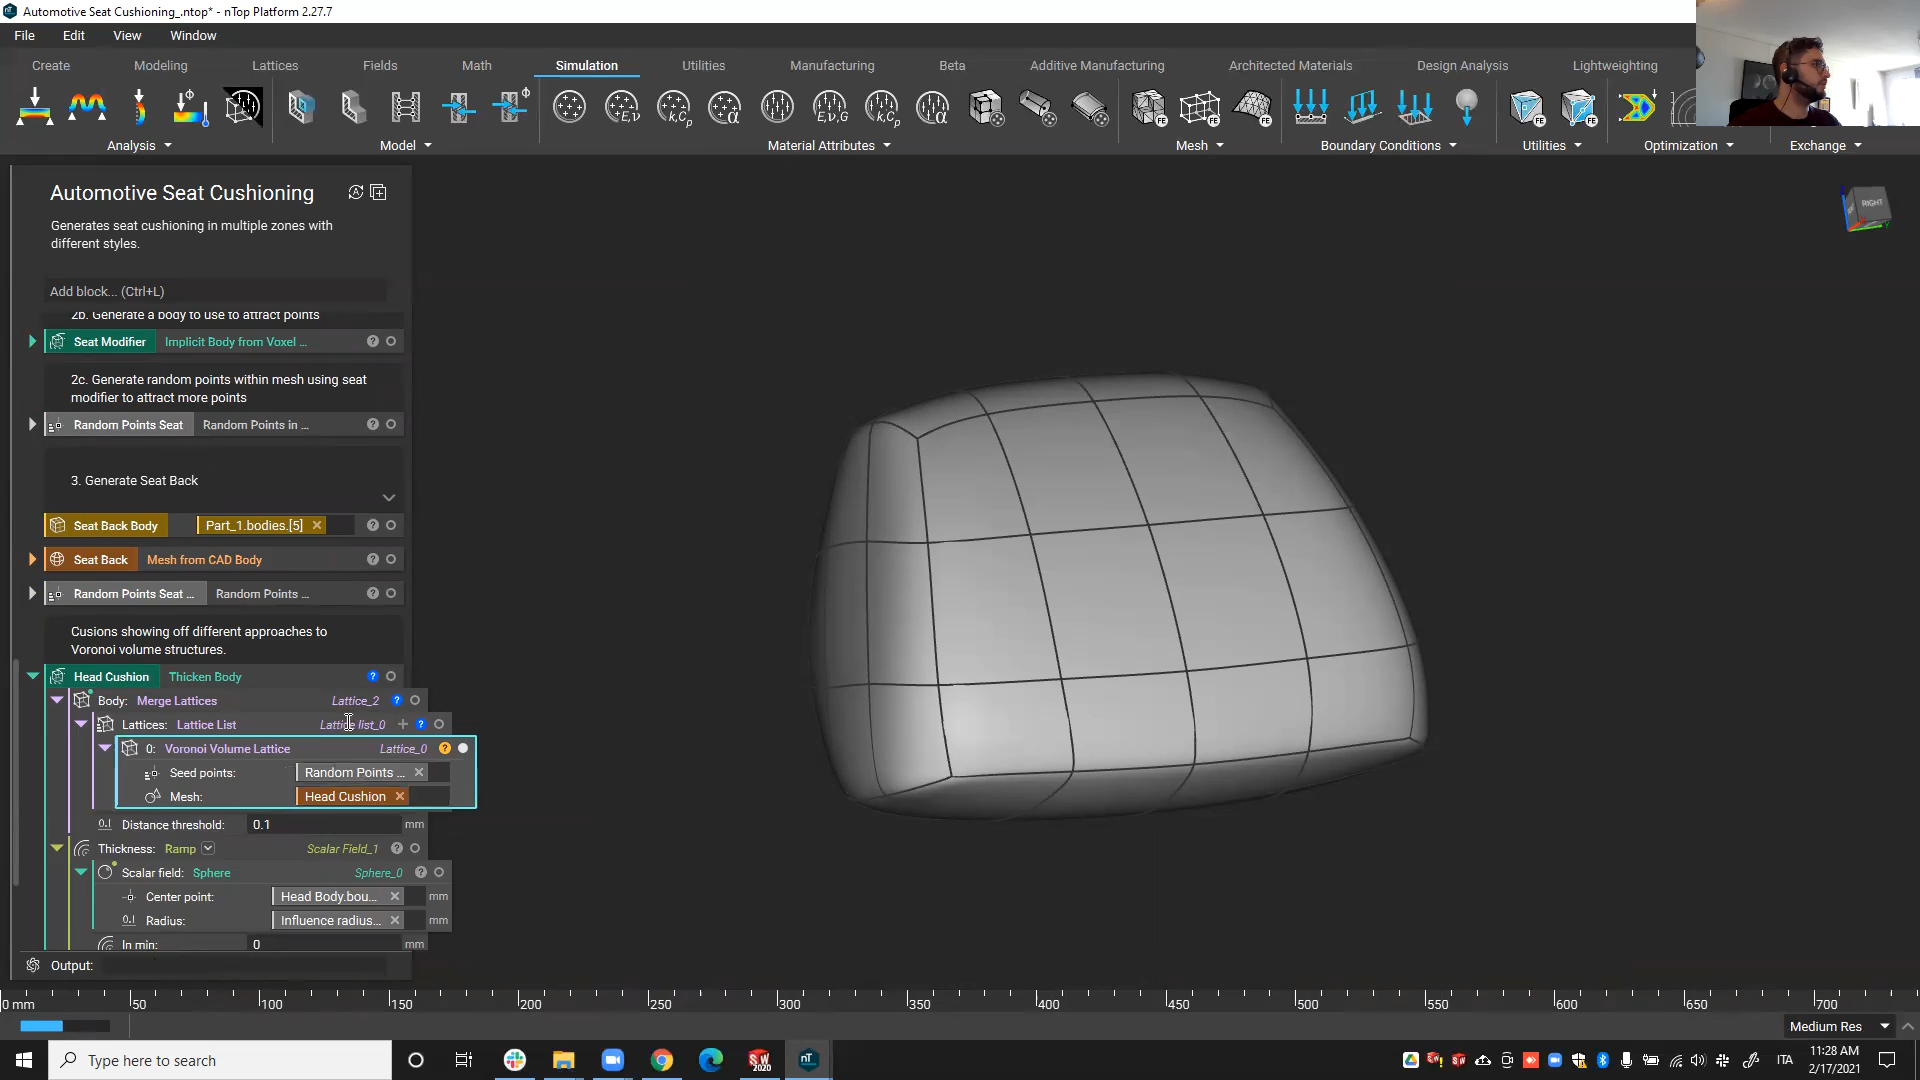 Automotive Seat Cushioning_.ntop* - nTop Platform 2.27.7
File Edit View Window
Create Modeling Lattices Fields Math Simulation Utilities Manufacturing Beta Additive Manufacturing Architected Materials Design Analysis Lightweighting
Analysis Model Material Attributes Mesh Boundary Conditions Utilities Optimization Exchange
Automotive Seat Cushioning
Generates seat cushioning in multiple zones with
different styles.
Add block... (Ctrl+L)
2b. Generate a body to use to attract points
Seat Modifier Implicit Body from Voxel ...
2c. Generate random points within mesh using seat
modifier to attract more points
Random Points Seat Random Points in ...
3. Generate Seat Back
Seat Back Body Part_1.bodies.[5]
Seat Back Mesh from CAD Body
Random Points Seat ... Random Points ...
Cusions showing off different approaches to
Voronoi volume structures.
Head Cushion Thicken Body
Body: Merge Lattices Lattice_2
Lattices: Lattice List Lattice list_0
0: Voronoi Volume Lattice Lattice_0
Seed points: Random Points ...
Mesh: Head Cushion
Distance threshold: 0.1 mm
Thickness: Ramp Scalar Field_1
Scalar field: Sphere Sphere_0
Center point: Head Body.bou... mm
Radius: Influence radius... mm
In min: 0 mm
Output:
RIGHT
0 mm 50 100 150 200 250 300 350 400 450 500 550 600 650 700
Medium Res
Type here to search
ITA
11:28 AM
2/17/2021